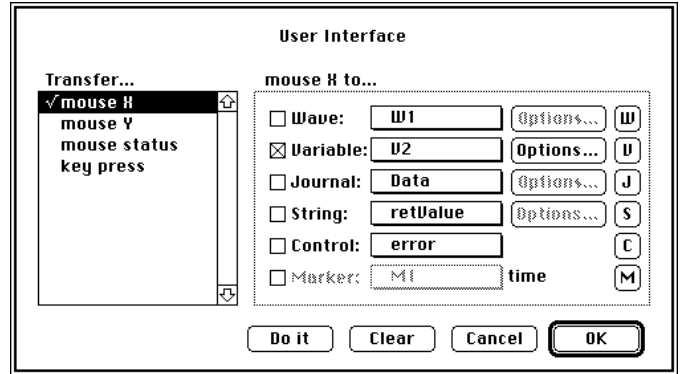 User Interface
Transfer...
mouse X to...
√mouse X
mouse Y
mouse status
key press
Wave: W1 Options... W
Variable: V2 Options... V
Journal: Data Options... J
String: retValue Options... S
Control: error C
Marker: M1 time M
Do it Clear Cancel OK